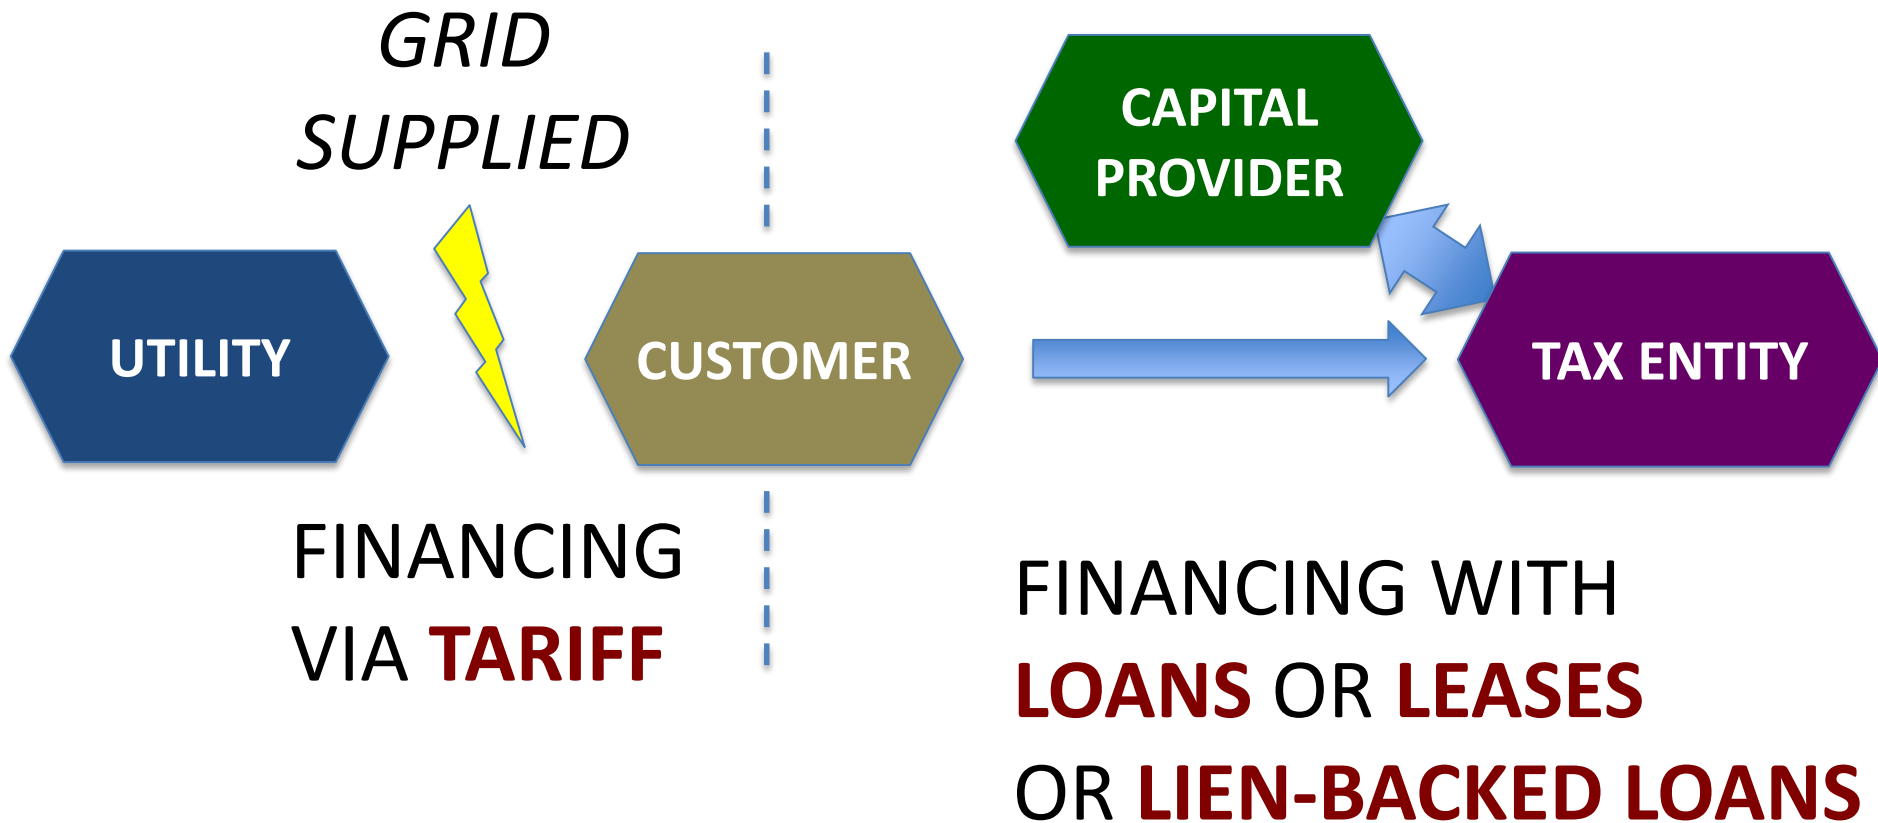 GRID
SUPPLIED
UTILITY
CUSTOMER
FINANCING
VIA TARIFF
CAPITAL
PROVIDER
TAX ENTITY
FINANCING WITH
LOANS OR LEASES
OR LIEN-BACKED LOANS